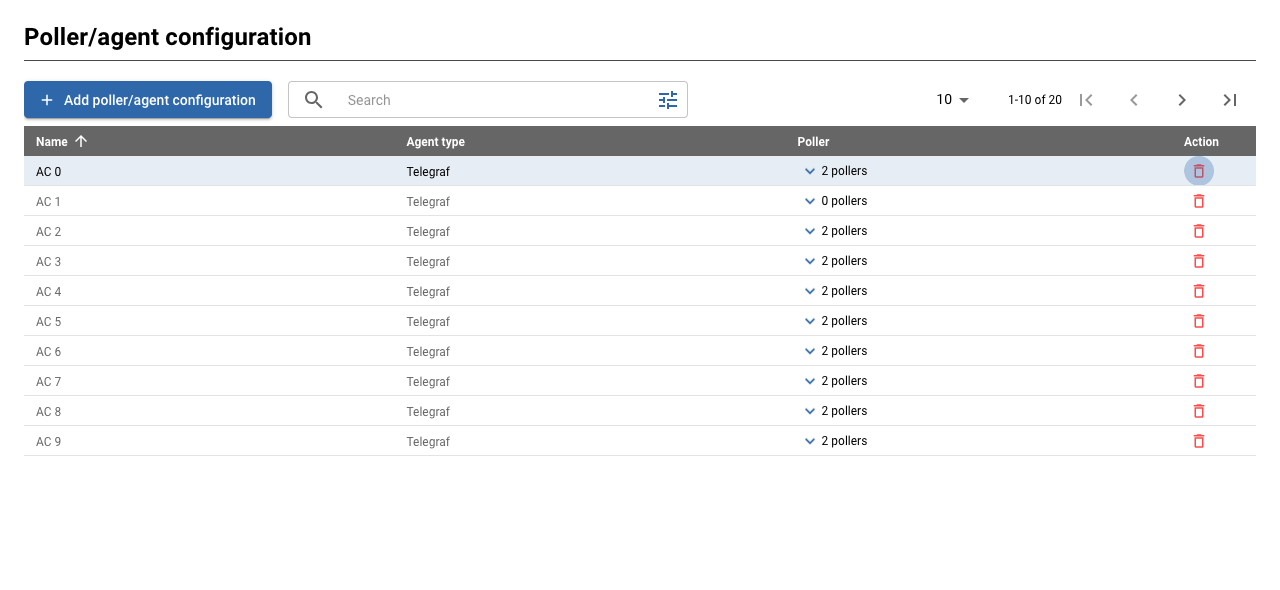 Poller/agent configuration
Add poller/agent configuration Search 10 1-10 of 20
Name Agent type Poller Action
AC 0 Telegraf 2 pollers
AC 1 Telegraf 0 pollers
AC 2 Telegraf 2 pollers
AC 3 Telegraf 2 pollers
AC 4 Telegraf 2 pollers
AC 5 Telegraf 2 pollers
AC 6 Telegraf 2 pollers
AC 7 Telegraf 2 pollers
AC 8 Telegraf 2 pollers
AC 9 Telegraf 2 pollers